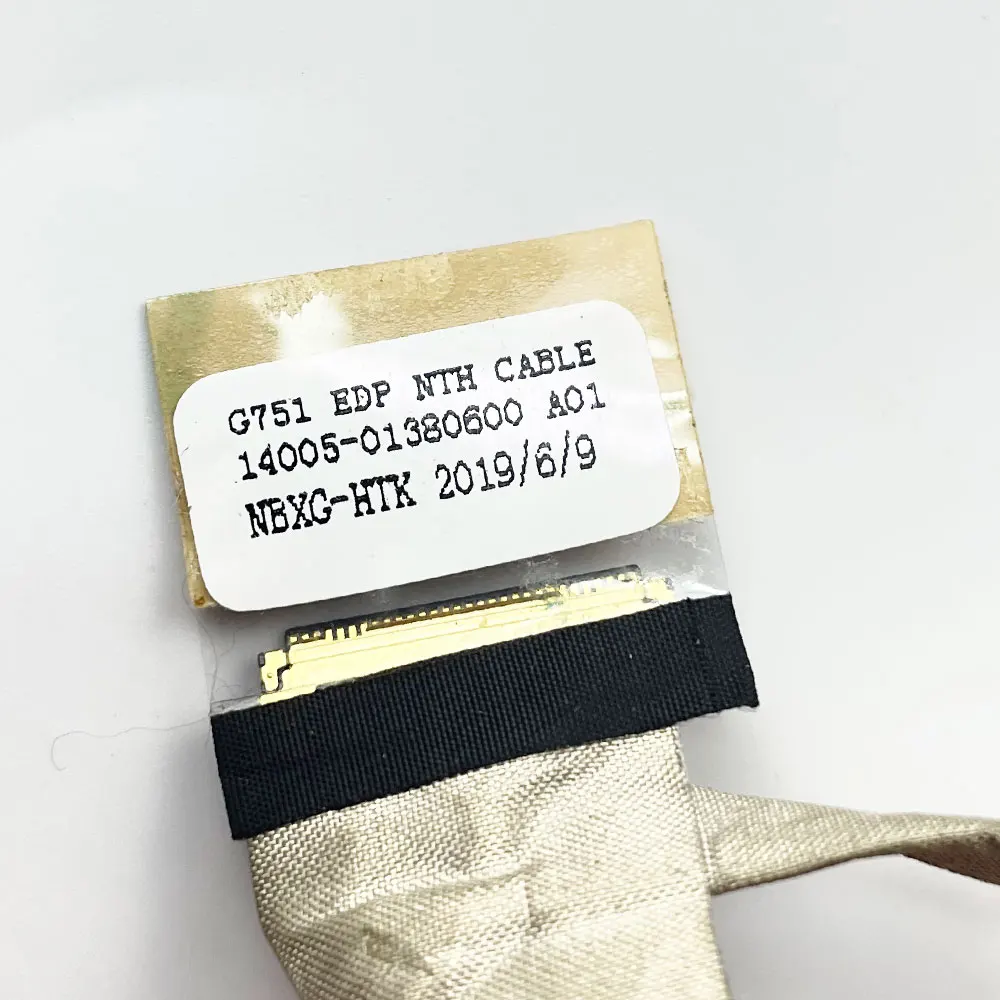 G751 EDP NTH CABLE
14005-01380600 A01
NBXG-HTK 2019/6/9